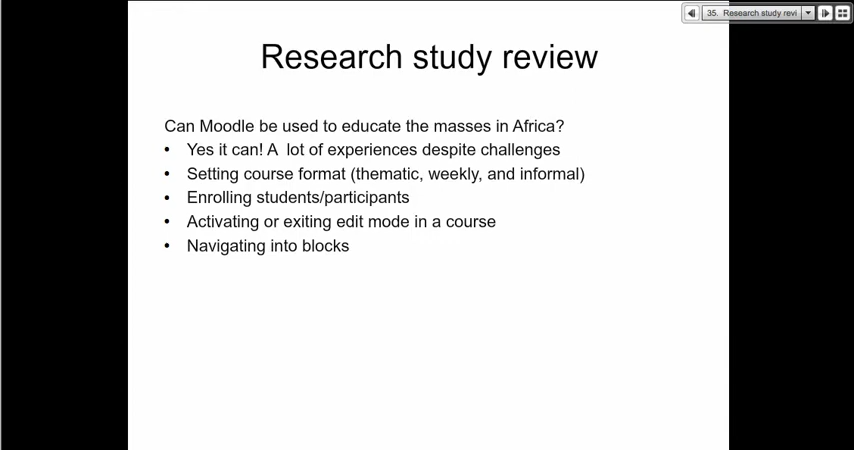 35. Research study revi
Research study review
Can Moodle be used to educate the masses in Africa?
• Yes it can! A lot of experiences despite challenges
• Setting course format (thematic, weekly, and informal)
• Enrolling students/participants
• Activating or exiting edit mode in a course
• Navigating into blocks